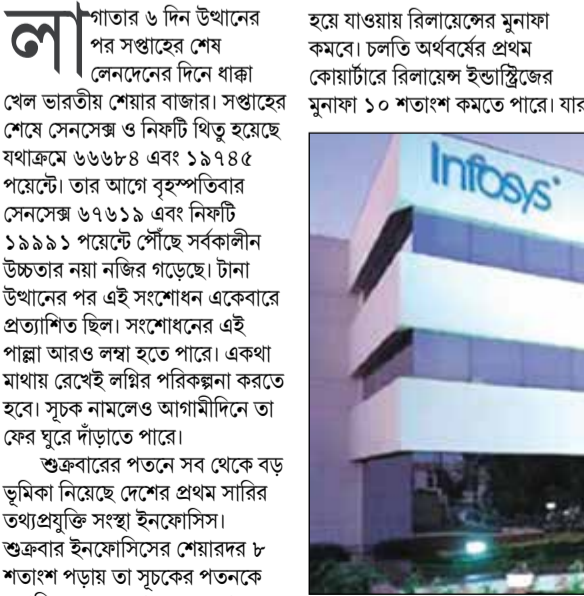 লাগাতার ৬ দিন উত্থানের
পর সপ্তাহের শেষ
লেনদেনের দিনে ধাক্কা
খেল ভারতীয় শেয়ার বাজার। সপ্তাহের
শেষে সেনসেক্স ও নিফটি থিতু হয়েছে
যথাক্রমে ৬৬৬৮৪ এবং ১৯৭৪৫
পয়েন্টে। তার আগে বৃহস্পতিবার
সেনসেক্স ৬৭৬১৯ এবং নিফটি
১৯৯৯১ পয়েন্টে পৌঁছে সর্বকালীন
উচ্চতার নয়া নজির গড়েছে। টানা
উত্থানের পর এই সংশোধন একেবারে
প্রত্যাশিত ছিল। সংশোধনের এই
পাল্লা আরও লম্বা হতে পারে। একথা
মাথায় রেখেই লগ্নির পরিকল্পনা করতে
হবে। সূচক নামলেও আগামীদিনে তা
ফের ঘুরে দাঁড়াতে পারে।
শুক্রবারের পতনে সব থেকে বড়
ভূমিকা নিয়েছে দেশের প্রথম সারির
তথ্যপ্রযুক্তি সংস্থা ইনফোসিস।
শুক্রবার ইনফোসিসের শেয়ারদর ৮
শতাংশ পড়ায় তা সূচকের পতনকে
হয়ে যাওয়ায় রিলায়েন্সের মুনাফা
কমবে। চলতি অর্থবর্ষের প্রথম
কোয়ার্টারে রিলায়েন্স ইন্ডাস্ট্রিজের
মুনাফা ১০ শতাংশ কমতে পারে। যার
Infosys